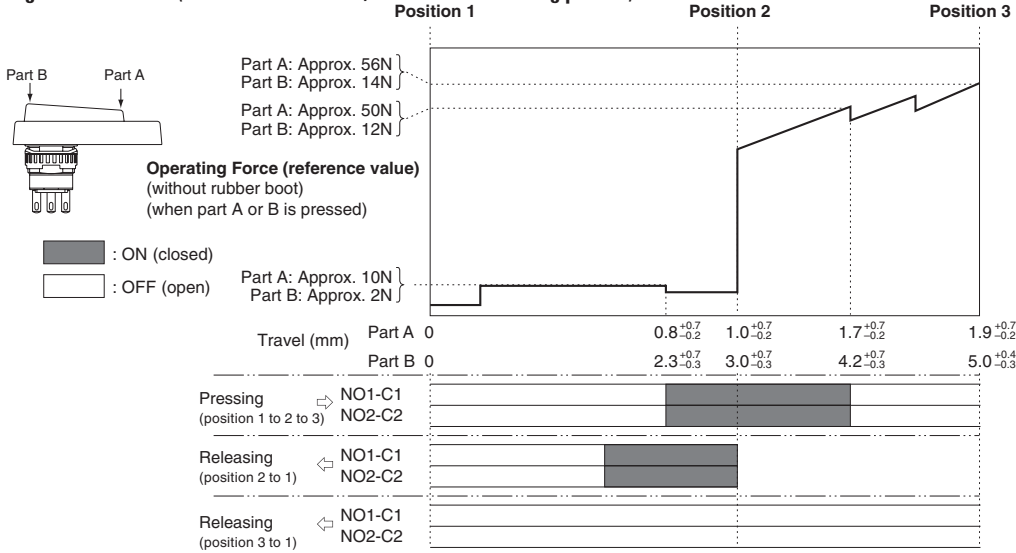 Position 1 Position 2 Position 3
Part B Part A
Part A: Approx. 56N
Part B: Approx. 14N
Part A: Approx. 50N
Part B: Approx. 12N
Operating Force (reference value)
(without rubber boot)
(when part A or B is pressed)
: ON (closed)
: OFF (open)
Part A: Approx. 10N
Part B: Approx. 2N
Travel (mm) Part A 0 0.8 +0.7 −0.2 1.0 +0.7 −0.2 1.7 +0.7 −0.2 1.9 +0.7 −0.2
Part B 0 2.3 +0.7 −0.3 3.0 +0.7 −0.3 4.2 +0.7 −0.3 5.0 +0.4 −0.3
Pressing ⇨ NO1-C1
(position 1 to 2 to 3) NO2-C2
Releasing ⇦ NO1-C1
(position 2 to 1) NO2-C2
Releasing ⇦ NO1-C1
(position 3 to 1) NO2-C2